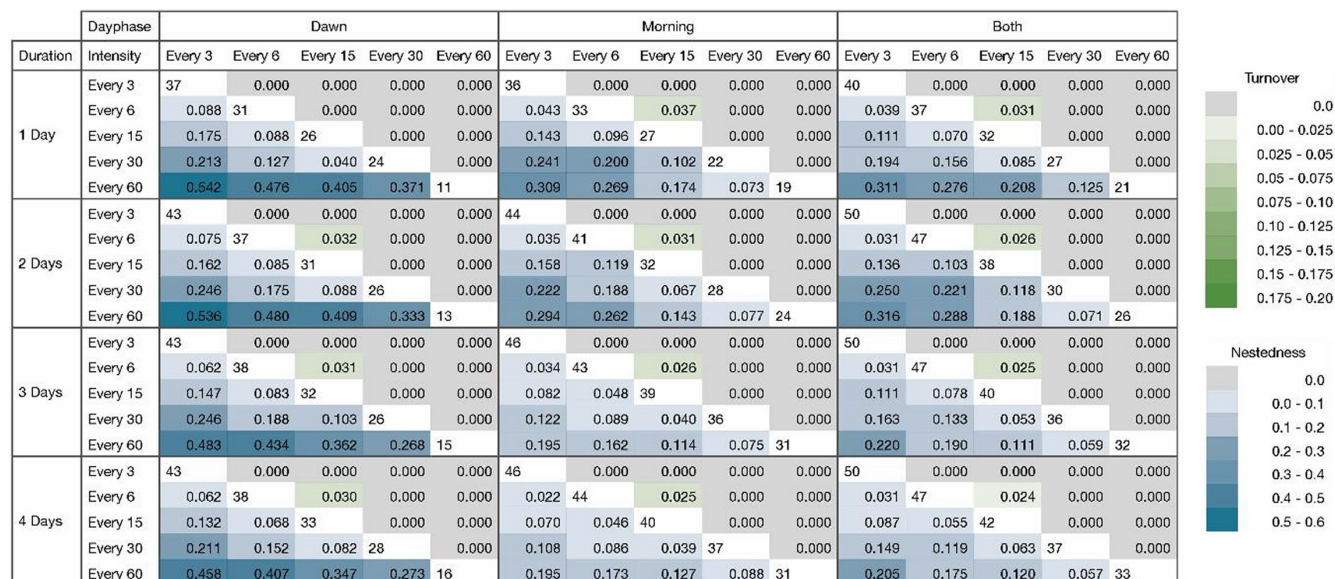 Dayphase Dawn Morning Both
Duration Intensity Every 3 Every 6 Every 15 Every 30 Every 60 Every 3 Every 6 Every 15 Every 30 Every 60 Every 3 Every 6 Every 15 Every 30 Every 60
Every 3 37 0.000 0.000 0.000 0.000 36 0.000 0.000 0.000 0.000 40 0.000 0.000 0.000 0.000
Every 6 0.088 31 0.000 0.000 0.000 0.043 33 0.037 0.000 0.000 0.039 37 0.031 0.000 0.000
1 Day Every 15 0.175 0.088 26 0.000 0.000 0.143 0.096 27 0.000 0.000 0.111 0.070 32 0.000 0.000
Every 30 0.213 0.127 0.040 24 0.000 0.241 0.200 0.102 22 0.000 0.194 0.156 0.085 27 0.000
Every 60 0.542 0.476 0.405 0.371 11 0.309 0.269 0.174 0.073 19 0.311 0.276 0.208 0.125 21
Every 3 43 0.000 0.000 0.000 0.000 44 0.000 0.000 0.000 0.000 50 0.000 0.000 0.000 0.000
Every 6 0.075 37 0.032 0.000 0.000 0.035 41 0.031 0.000 0.000 0.031 47 0.026 0.000 0.000
2 Days Every 15 0.162 0.085 31 0.000 0.000 0.158 0.119 32 0.000 0.000 0.136 0.103 38 0.000 0.000
Every 30 0.246 0.175 0.088 26 0.000 0.222 0.188 0.067 28 0.000 0.250 0.221 0.118 30 0.000
Every 60 0.536 0.480 0.409 0.333 13 0.294 0.262 0.143 0.077 24 0.316 0.288 0.188 0.071 26
Every 3 43 0.000 0.000 0.000 0.000 46 0.000 0.000 0.000 0.000 50 0.000 0.000 0.000 0.000
Every 6 0.062 38 0.031 0.000 0.000 0.034 43 0.026 0.000 0.000 0.031 47 0.025 0.000 0.000
3 Days Every 15 0.147 0.083 32 0.000 0.000 0.082 0.048 39 0.000 0.000 0.111 0.078 40 0.000 0.000
Every 30 0.246 0.188 0.103 26 0.000 0.122 0.089 0.040 36 0.000 0.163 0.133 0.053 36 0.000
Every 60 0.483 0.434 0.362 0.268 15 0.195 0.162 0.114 0.075 31 0.220 0.190 0.111 0.059 32
Every 3 43 0.000 0.000 0.000 0.000 46 0.000 0.000 0.000 0.000 50 0.000 0.000 0.000 0.000
Every 6 0.062 38 0.030 0.000 0.000 0.022 44 0.025 0.000 0.000 0.031 47 0.024 0.000 0.000
4 Days Every 15 0.132 0.068 33 0.000 0.000 0.070 0.046 40 0.000 0.000 0.087 0.055 42 0.000 0.000
Every 30 0.211 0.152 0.082 28 0.000 0.108 0.086 0.039 37 0.000 0.149 0.119 0.063 37 0.000
Every 60 0.458 0.407 0.347 0.273 16 0.195 0.173 0.127 0.088 31 0.205 0.175 0.120 0.057 33
Turnover
0.0
0.00 - 0.025
0.025 - 0.05
0.05 - 0.075
0.075 - 0.10
0.10 - 0.125
0.125 - 0.15
0.15 - 0.175
0.175 - 0.20
Nestedness
0.0
0.0 - 0.1
0.1 - 0.2
0.2 - 0.3
0.3 - 0.4
0.4 - 0.5
0.5 - 0.6